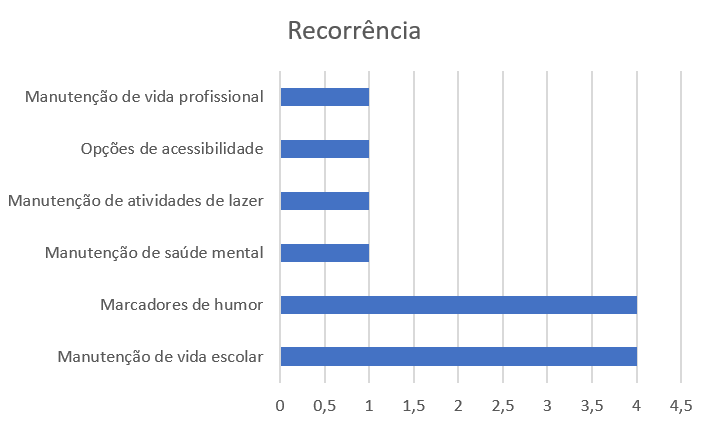 Recorrência
Manutenção de vida profissional
Opções de acessibilidade
Manutenção de atividades de lazer
Manutenção de saúde mental
Marcadores de humor
Manutenção de vida escolar
0 0,5 1 1,5 2 2,5 3 3,5 4 4,5